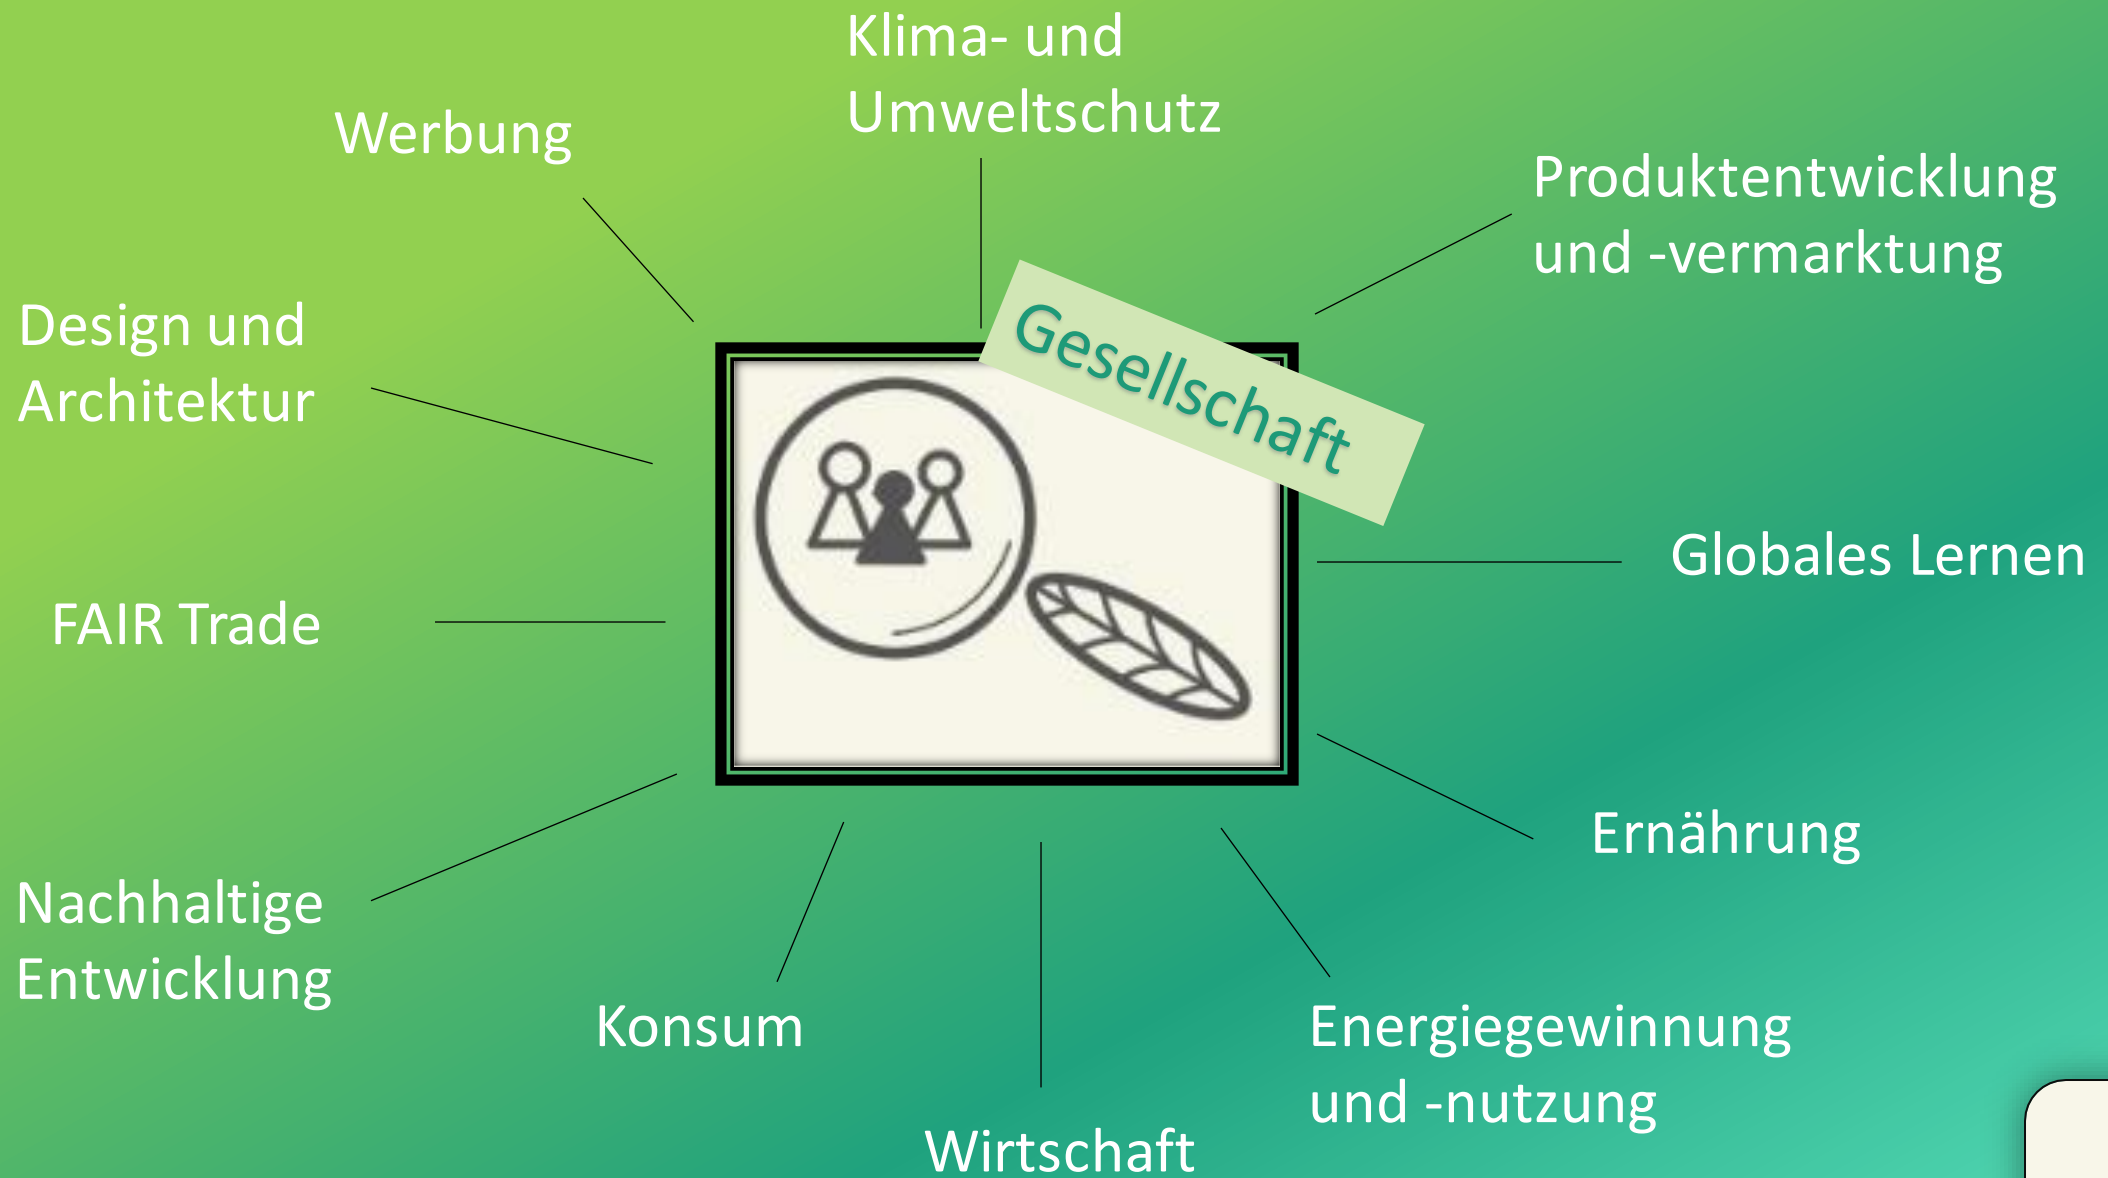 Klima- und
Umweltschutz
Werbung
Produktentwicklung
und -vermarktung
Design und
Architektur
Gesellschaft
Globales Lernen
FAIR Trade
Ernährung
Nachhaltige
Entwicklung
Konsum
Energiegewinnung
und -nutzung
Wirtschaft